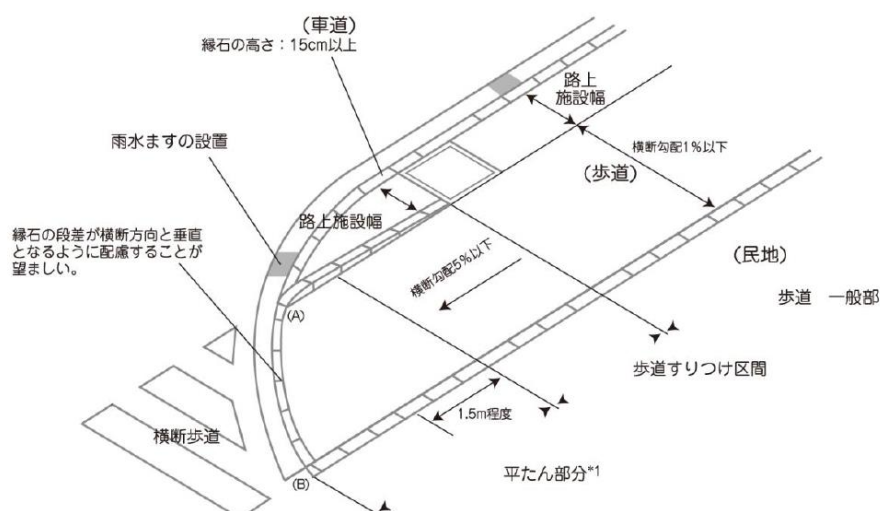 (車道)
縁石の高さ：15cm以上
路上
施設幅
雨水ますの設置
横断勾配1％以下
(歩道)
路上施設幅
縁石の段差が横断方向と垂直
となるように配慮することが
望ましい。
(民地)
横断勾配5％以下
歩道　一般部
(A)
歩道すりつけ区間
1.5m程度
横断歩道
平たん部分*1
(B)